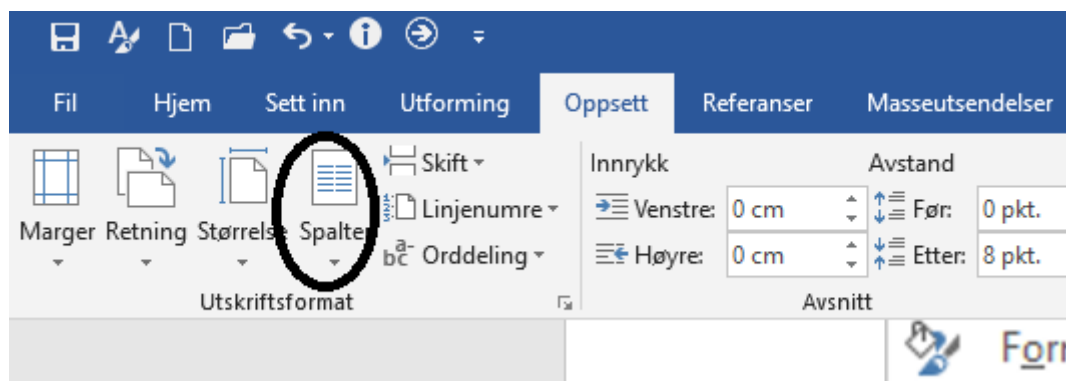 Fil Hjem Sett inn Utforming Oppsett Referanser Masseutsendelser
Skift Innrykk Avstand
Linjenumre Venstre: 0 cm Før: 0 pkt.
Marger Retning Størrelse Spalter
Orddeling Høyre: 0 cm Etter: 8 pkt.
Utskriftsformat Avsnitt